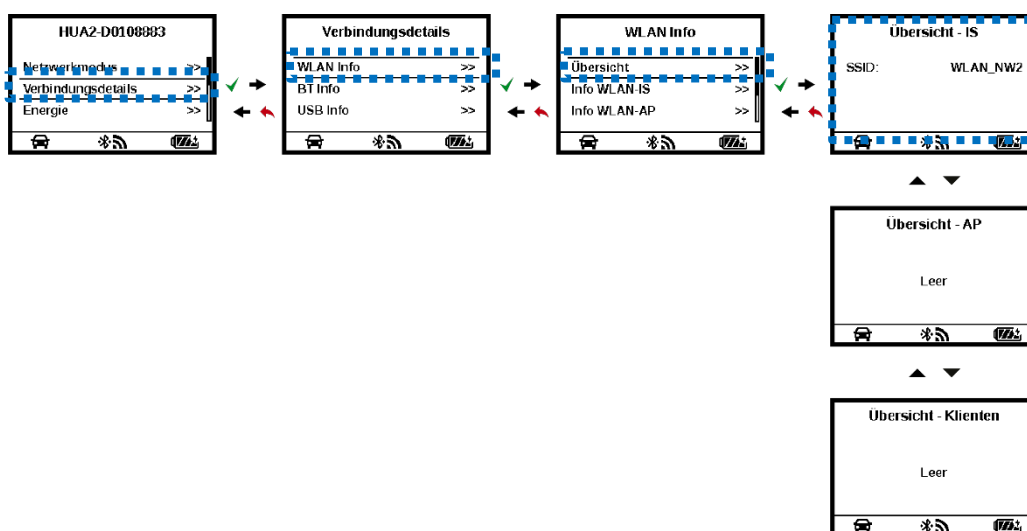 HUA2-D0108883
Netzwerkmodus >>
Verbindungsdetails >>
Energie >>
Verbindungsdetails
WLAN Info >>
BT Info >>
USB Info >>
WLAN Info
Übersicht >>
Info WLAN-IS >>
Info WLAN-AP >>
Übersicht - IS
SSID: WLAN_NW2
Übersicht - AP
Leer
Übersicht - Klienten
Leer